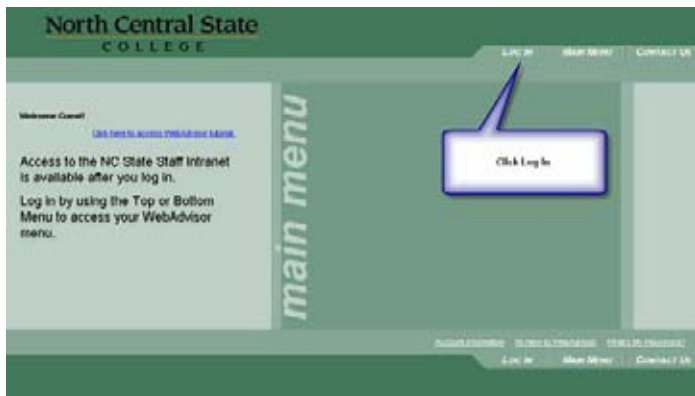 North Central State
COLLEGE
LOG IN MAIN MENU CONTACT US
Welcome Guest!
Click here to access WebAdvisor tutorial.
Click Log In
Access to the NC State Staff Intranet
is available after you log in.
Log in by using the Top or Bottom
Menu to access your WebAdvisor
menu.
main menu
LOG IN MAIN MENU CONTACT US